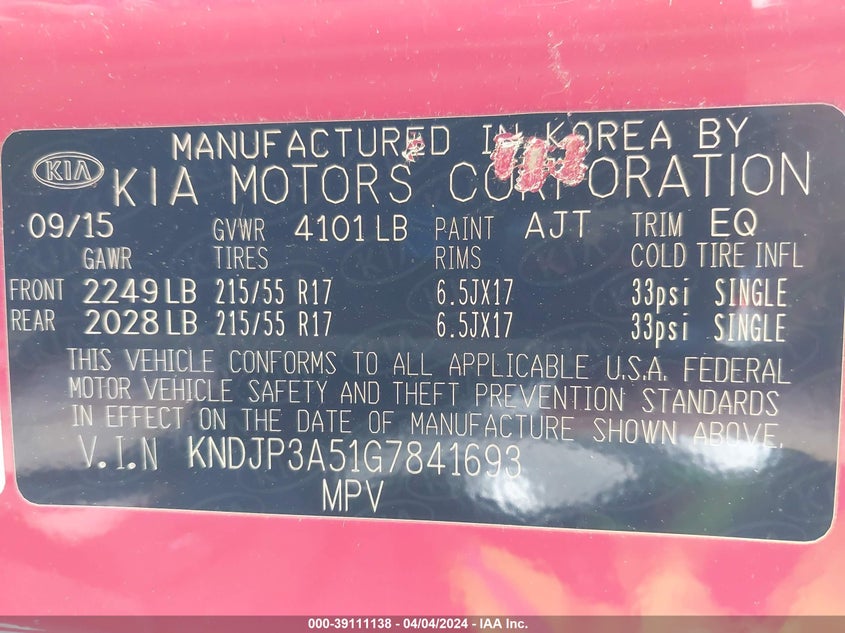 MANUFACTURED IN KOREA BY
KIA KIA MOTORS CORPORATION
09/15 GVWR 4101 LB PAINT AJT TRIM EQ
GAWR TIRES RIMS COLD TIRE INFL
FRONT 2249 LB 215/55 R17 6.5JX17 33psi SINGLE
REAR 2028 LB 215/55 R17 6.5JX17 33psi SINGLE
THIS VEHICLE CONFORMS TO ALL APPLICABLE U.S.A. FEDERAL
MOTOR VEHICLE SAFETY AND THEFT PREVENTION STANDARDS
IN EFFECT ON THE DATE OF MANUFACTURE SHOWN ABOVE.
V.I.N KNDJP3A51G7841693
MPV
000-39111138 - 04/04/2024 - IAA Inc.